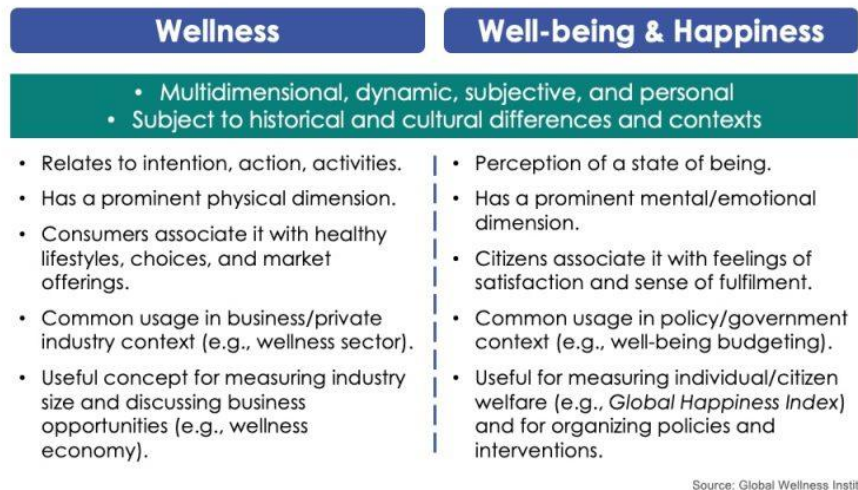 Wellness
Well-being & Happiness
• Multidimensional, dynamic, subjective, and personal
• Subject to historical and cultural differences and contexts
• Relates to intention, action, activities.
• Has a prominent physical dimension.
• Consumers associate it with healthy
lifestyles, choices, and market
offerings.
• Common usage in business/private
industry context (e.g., wellness sector).
• Useful concept for measuring industry
size and discussing business
opportunities (e.g., wellness
economy).
• Perception of a state of being.
• Has a prominent mental/emotional
dimension.
• Citizens associate it with feelings of
satisfaction and sense of fulfilment.
• Common usage in policy/government
context (e.g., well-being budgeting).
• Useful for measuring individual/citizen
welfare (e.g., Global Happiness Index)
and for organizing policies and
interventions.
Source: Global Wellness Instit